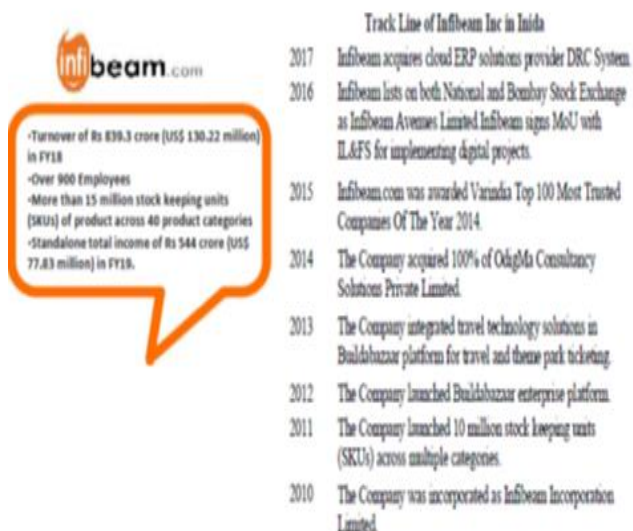 infibeam.com
•Turnover of Rs 839.3 crore (US$ 130.22 million)
in FY18
•Over 900 Employees
•More than 15 million stock keeping units
(SKUs) of product across 40 product categories
•Standalone total income of Rs 544 crore (US$
77.83 million) in FY19.
Track Line of Infibeam Inc in Inida
2017 Infibeam acquires cloud ERP solutions provider DRC System.
2016 Infibeam lists on both National and Bombay Stock Exchange
as Infibeam Avenues Limited.Infibeam signs MoU with
IL&FS for implementing digital projects.
2015 Infibeam.com was awarded Varindia Top 100 Most Trusted
Companies Of The Year 2014.
2014 The Company acquired 100% of OdigMa Consultancy
Solutions Private Limited.
2013 The Company integrated travel technology solutions in
Buildabazaar platform for travel and theme park ticketing.
2012 The Company launched Buildabazaar enterprise platform.
2011 The Company launched 10 million stock keeping units
(SKUs) across multiple categories.
2010 The Company was incorporated as Infibeam Incorporation
Limited.